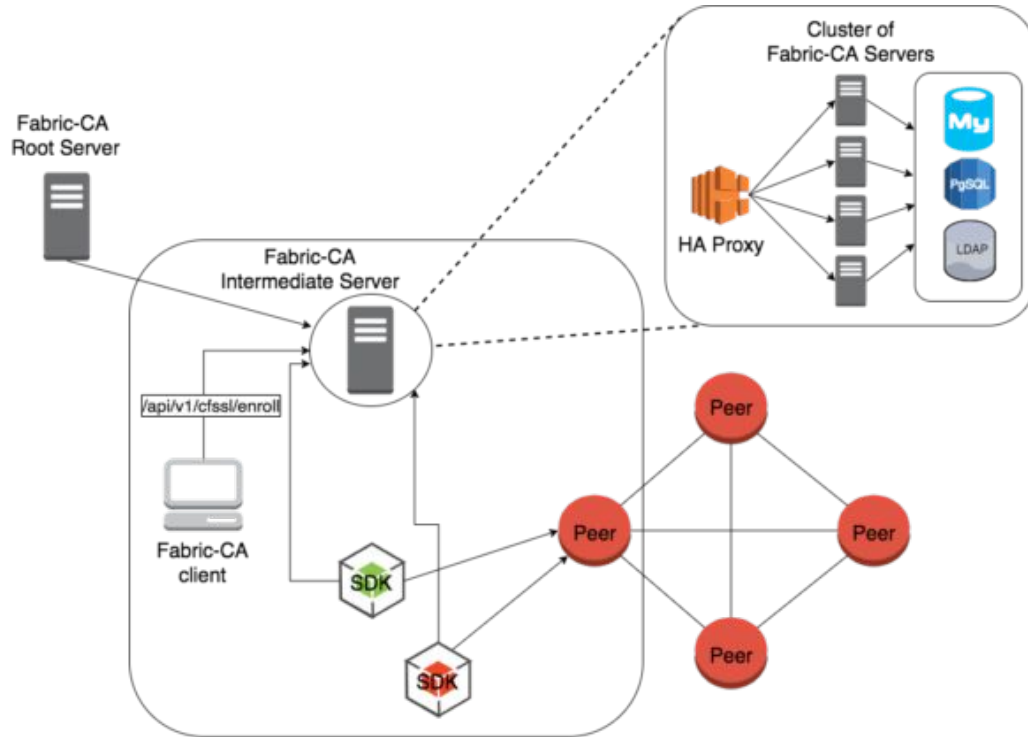 Cluster of
Fabric-CA Servers
My
PgSQL
LDAP
HA Proxy
Fabric-CA
Root Server
Fabric-CA
Intermediate Server
/api/v1/cfssl/enroll
Fabric-CA
client
SDK
SDK
Peer
Peer
Peer
Peer